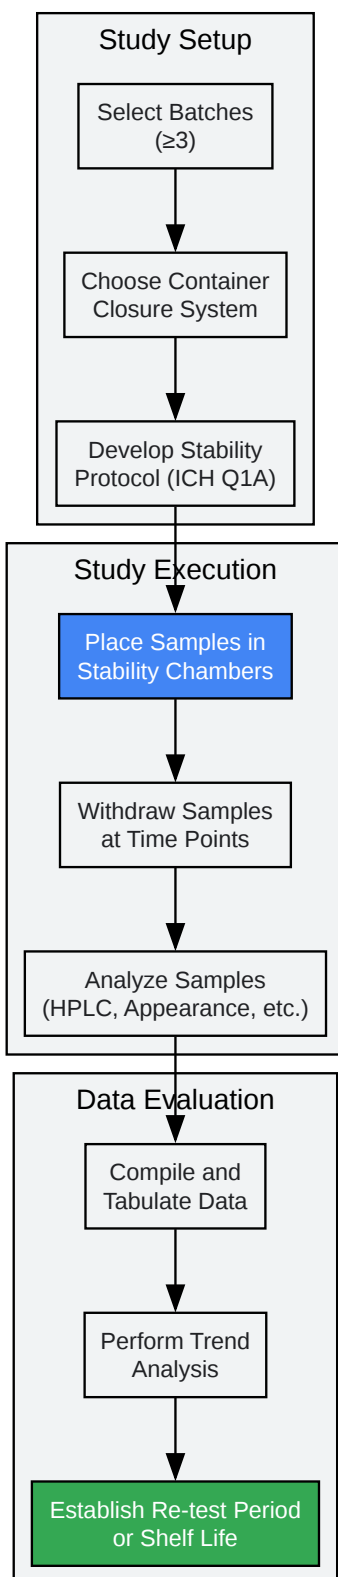 Study Setup
Select Batches
(≥3)
Choose Container
Closure System
Develop Stability
Protocol (ICH Q1A)
Study Execution
Place Samples in
Stability Chambers
Withdraw Samples
at Time Points
Analyze Samples
(HPLC, Appearance, etc.)
Data Evaluation
Compile and
Tabulate Data
Perform Trend
Analysis
Establish Re-test Period
or Shelf Life